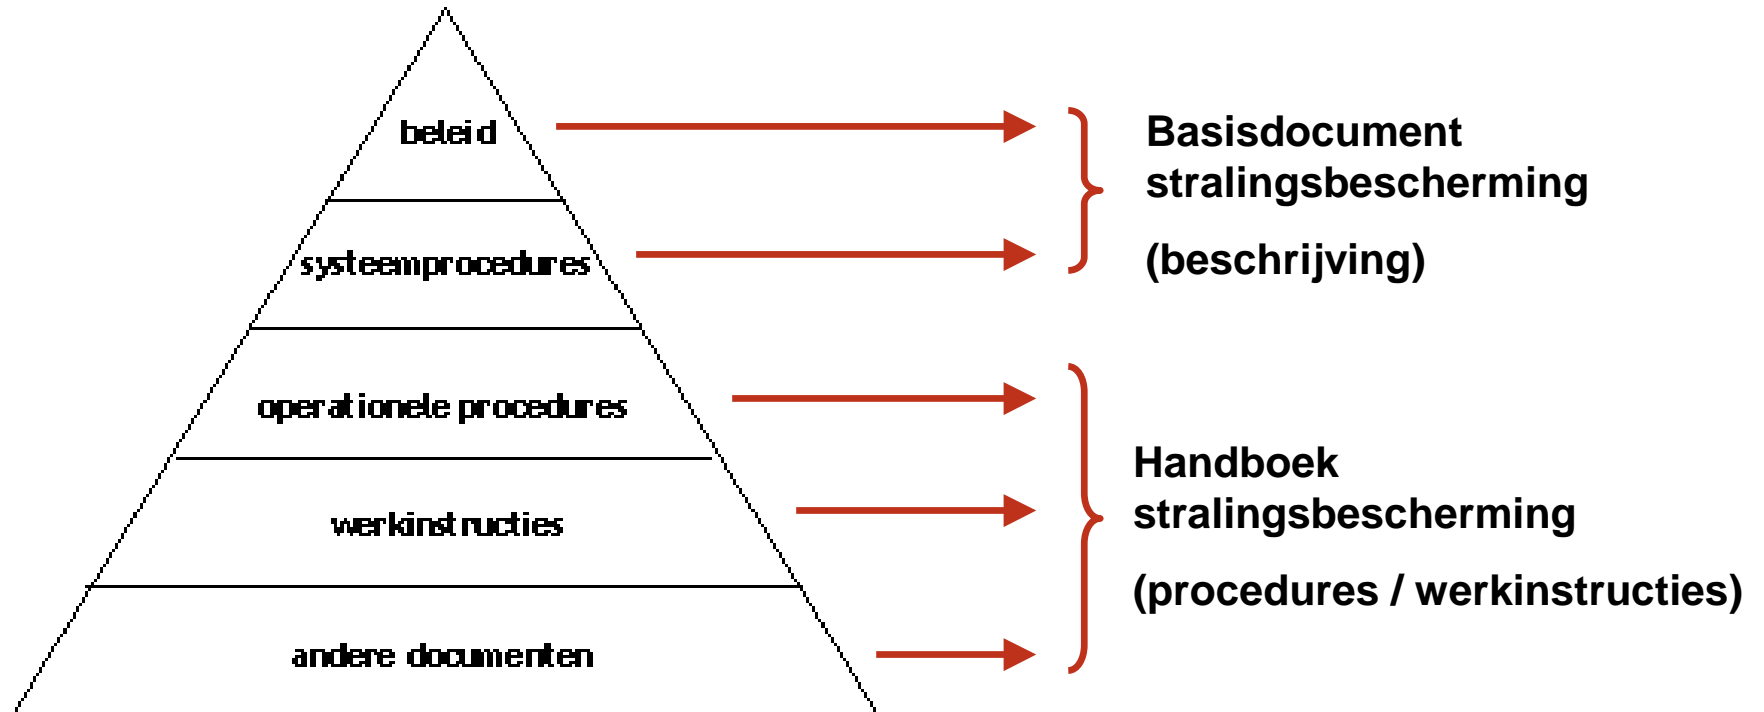 beleid
systeemprocedures
operationele procedures
werkinstructies
andere documenten
Basisdocument
stralingsbescherming
(beschrijving)
Handboek
stralingsbescherming
(procedures / werkinstructies)